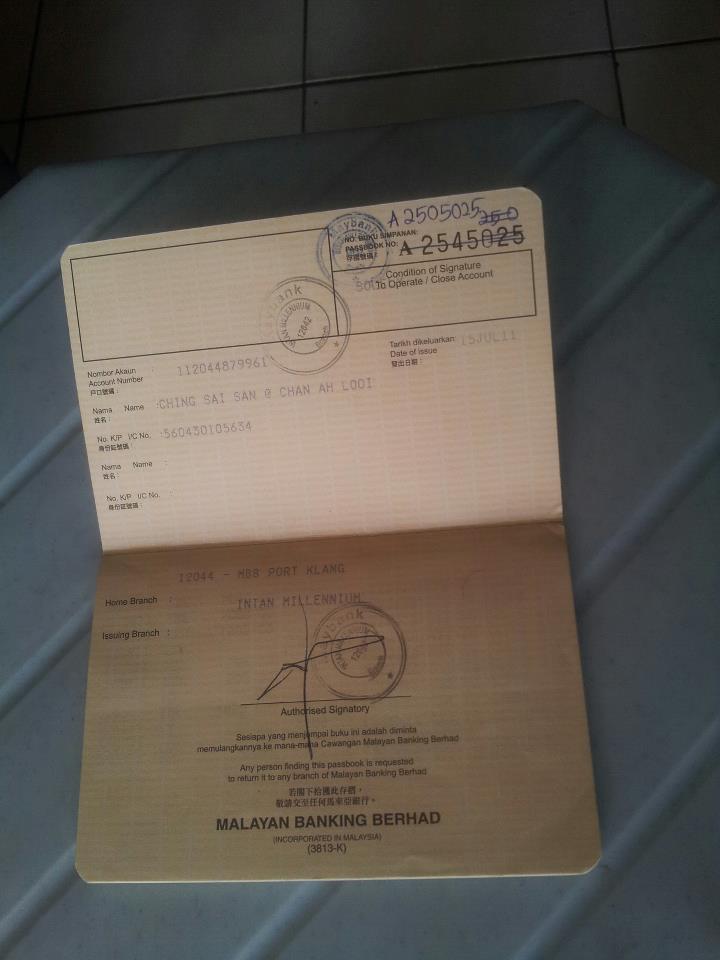 A 2505025
NO. BUKU SIMPANAN:
PASSBOOK NO: A 2545025
存摺號碼：
Condition of Signature
To Operate / Close Account
Maybank
INTAN MILLENNIUM
12042
Nombor Akaun :
Account Number 112044879961
戶口號碼：
Tarikh dikeluarkan: 15JUL11
Date of issue
發出日期：
Nama Name :CHING SAI SAN @ CHAN AH LOOI
姓名：
No. K/P I/C No. :560430105634
身份証號碼：
Nama Name :
姓名：
No. K/P I/C No. :
身份証號碼：
12044 - MBB PORT KLANG
Home Branch :
INTAN MILLENNIUM
Issuing Branch :
Maybank
Authorised Signatory
Sesiapa yang menjumpai buku ini adalah diminta
memulangkannya ke mana-mana Cawangan Malayan Banking Berhad
Any person finding this passbook is requested
to return it to any branch of Malayan Banking Berhad
若閣下拾獲此存摺，
敬請交至任何馬來亞銀行。
MALAYAN BANKING BERHAD
(INCORPORATED IN MALAYSIA)
(3813-K)